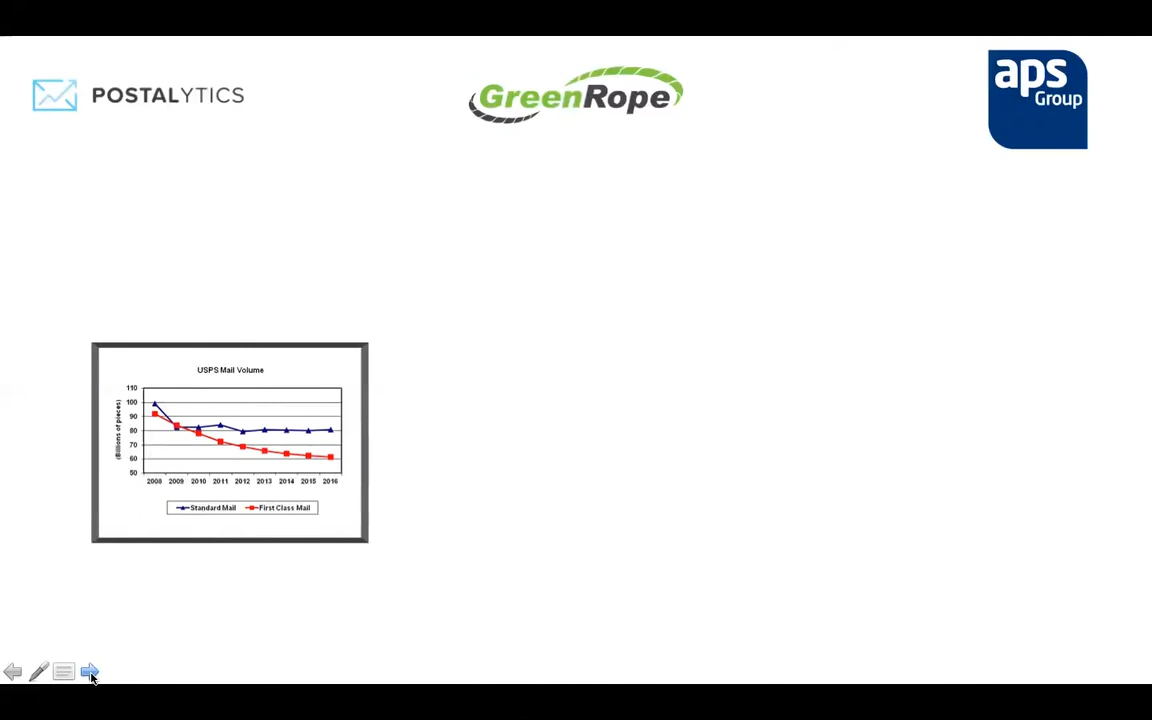 POSTALYTICS
GreenRope
aps
Group
USPS Mail Volume
(Billions of pieces)
110
100
90
80
70
60
50
2008 2009 2010 2011 2012 2013 2014 2015 2016
Standard Mail First Class Mail